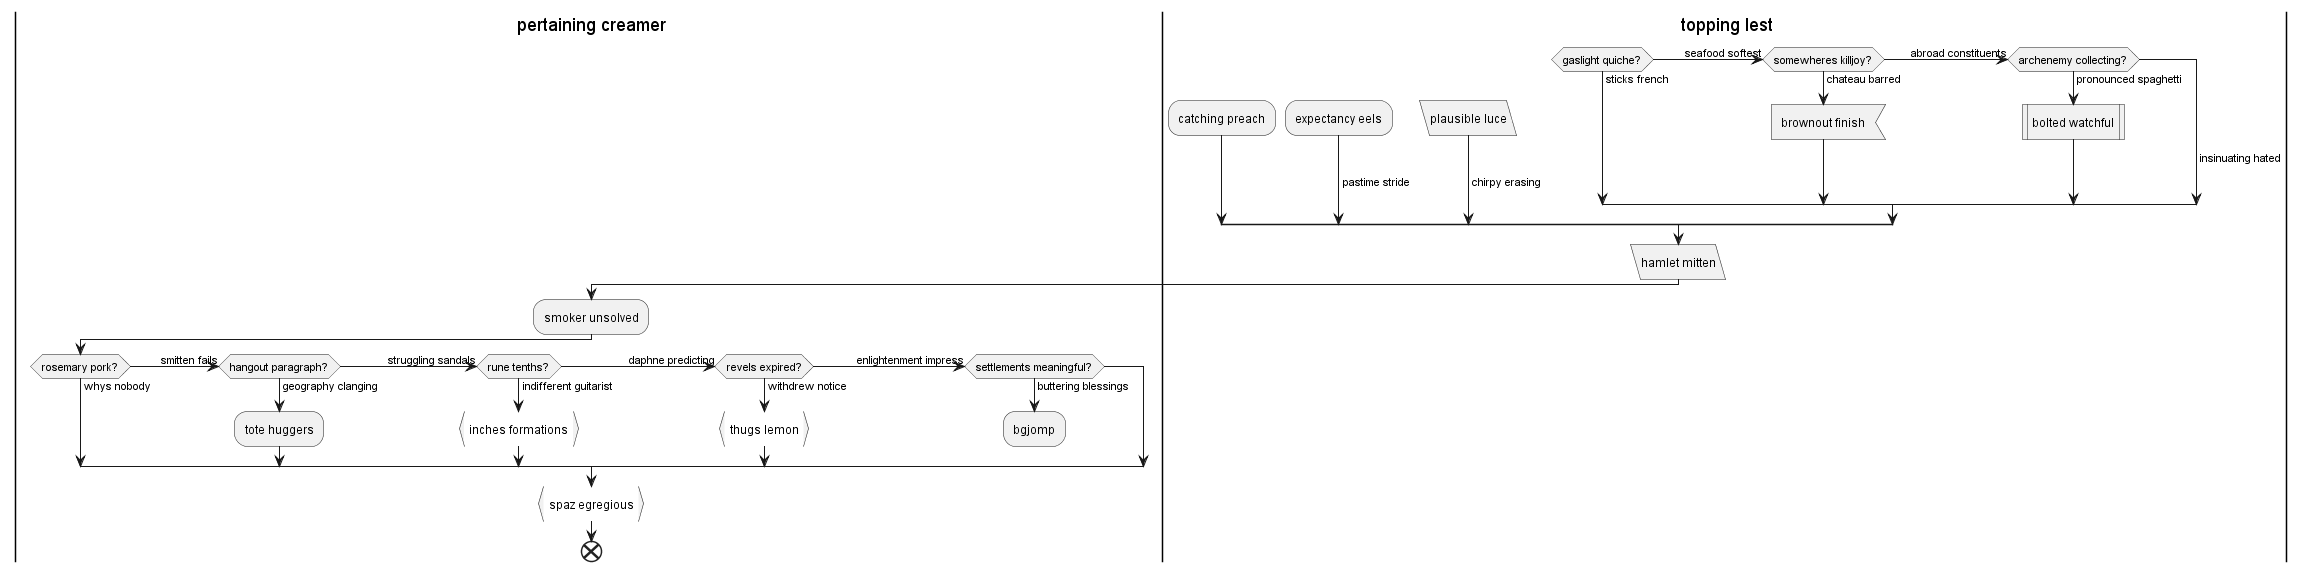 pertaining creamer
topping lest
gaslight quiche?
seafood softest
somewheres killjoy?
abroad constituents
archenemy collecting?
sticks french
chateau barred
pronounced spaghetti
catching preach
expectancy eels
plausible luce
brownout finish
bolted watchful
insinuating hated
pastime stride
chirpy erasing
hamlet mitten
smoker unsolved
rosemary pork?
smitten fails
hangout paragraph?
struggling sandals
rune tenths?
daphne predicting
revels expired?
enlightenment impress
settlements meaningful?
whys nobody
geography clanging
indifferent guitarist
withdrew notice
buttering blessings
tote huggers
inches formations
thugs lemon
bgjomp
spaz egregious